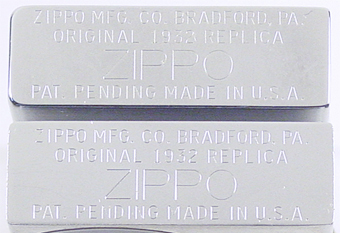 ZIPPO MFG. CO. BRADFORD, PA.
ORIGINAL 1932 REPLICA
ZIPPO
PAT. PENDING MADE IN U.S.A.
ZIPPO MFG. CO. BRADFORD, PA.
ORIGINAL 1932 REPLICA
ZIPPO
PAT. PENDING MADE IN U.S.A.